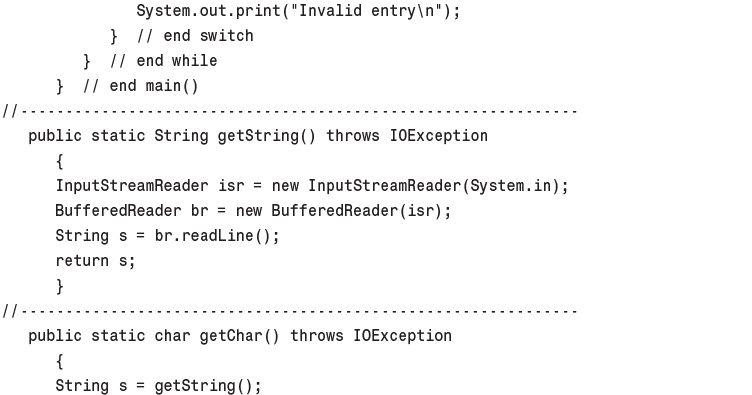 System.out.print("Invalid entry\n");
}  // end switch
}  // end while
}  // end main()
//--------------------------------------------------------------
public static String getString() throws IOException
{
InputStreamReader isr = new InputStreamReader(System.in);
BufferedReader br = new BufferedReader(isr);
String s = br.readLine();
return s;
}
//--------------------------------------------------------------
public static char getChar() throws IOException
{
String s = getString();